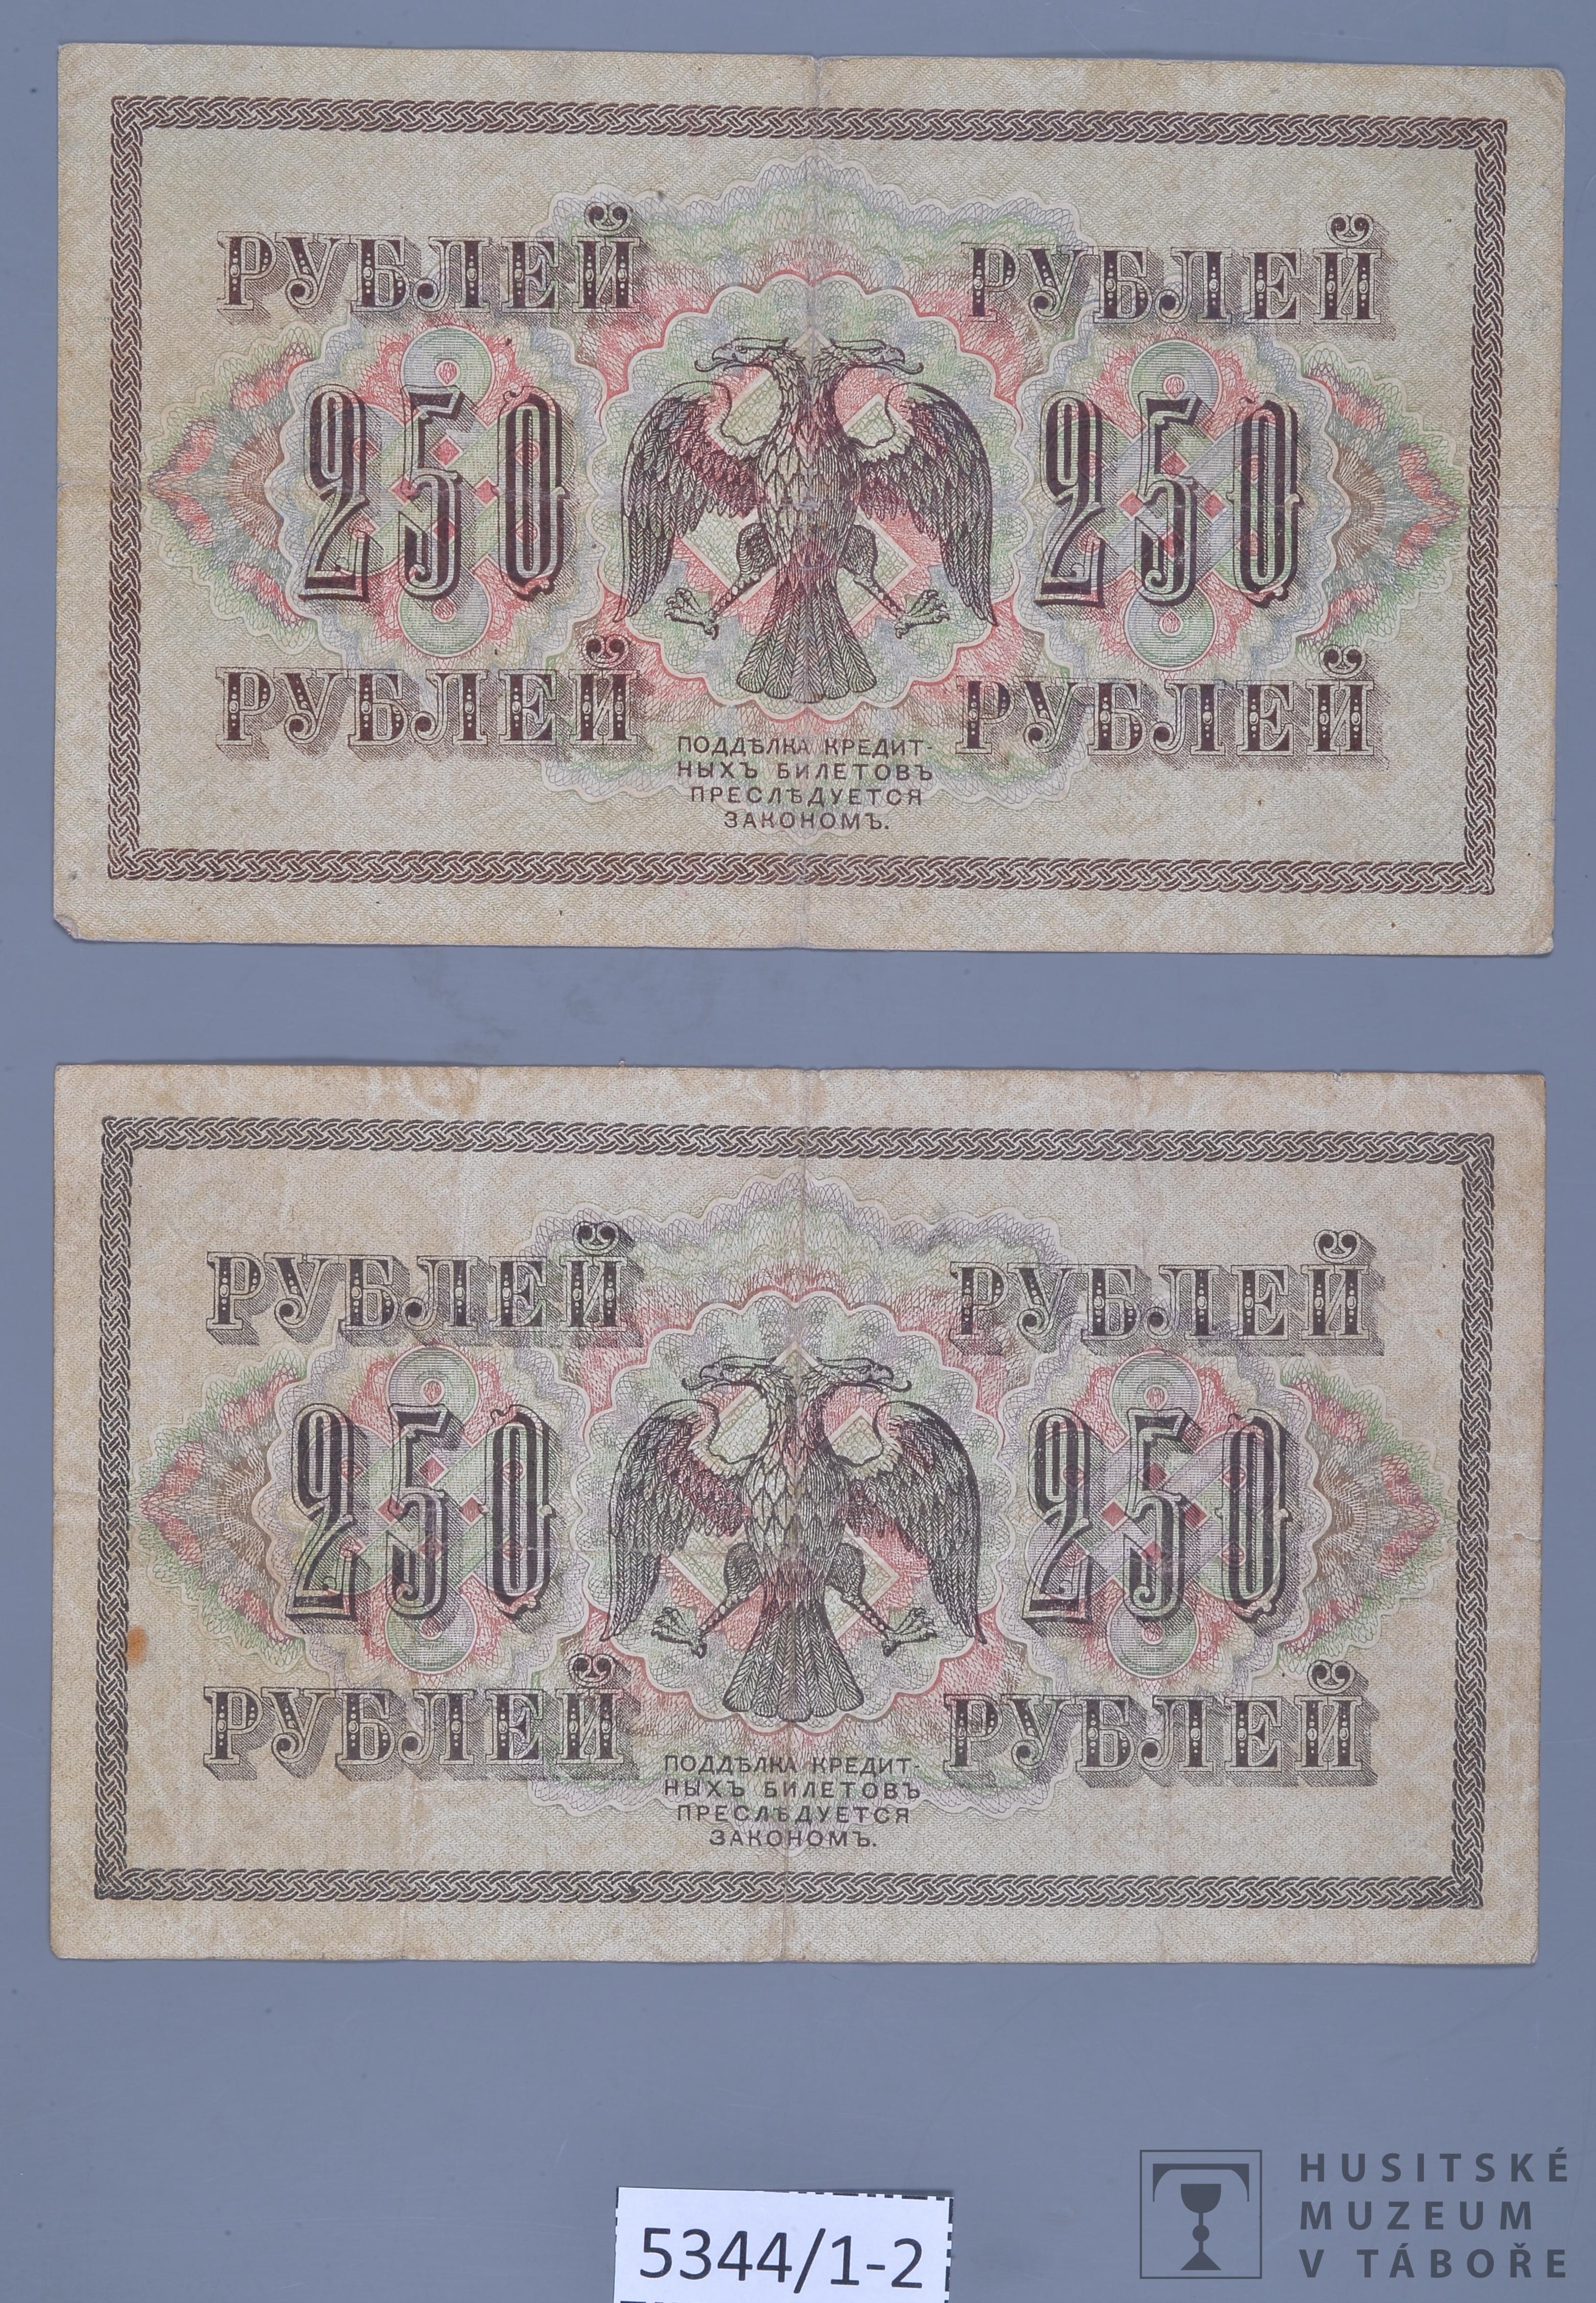 РУБЛЕЙ РУБЛЕЙ
250 250
РУБЛЕЙ РУБЛЕЙ
ПОДДѢЛКА КРЕДИТ-
НЫХЪ БИЛЕТОВЪ
ПРЕСЛѢДУЕТСЯ
ЗАКОНОМЪ.
РУБЛЕЙ РУБЛЕЙ
250 250
РУБЛЕЙ РУБЛЕЙ
ПОДДѢЛКА КРЕДИТ-
НЫХЪ БИЛЕТОВЪ
ПРЕСЛѢДУЕТСЯ
ЗАКОНОМЪ.
5344/1-2
HUSITSKÉ
MUZEUM
V TÁBOŘE